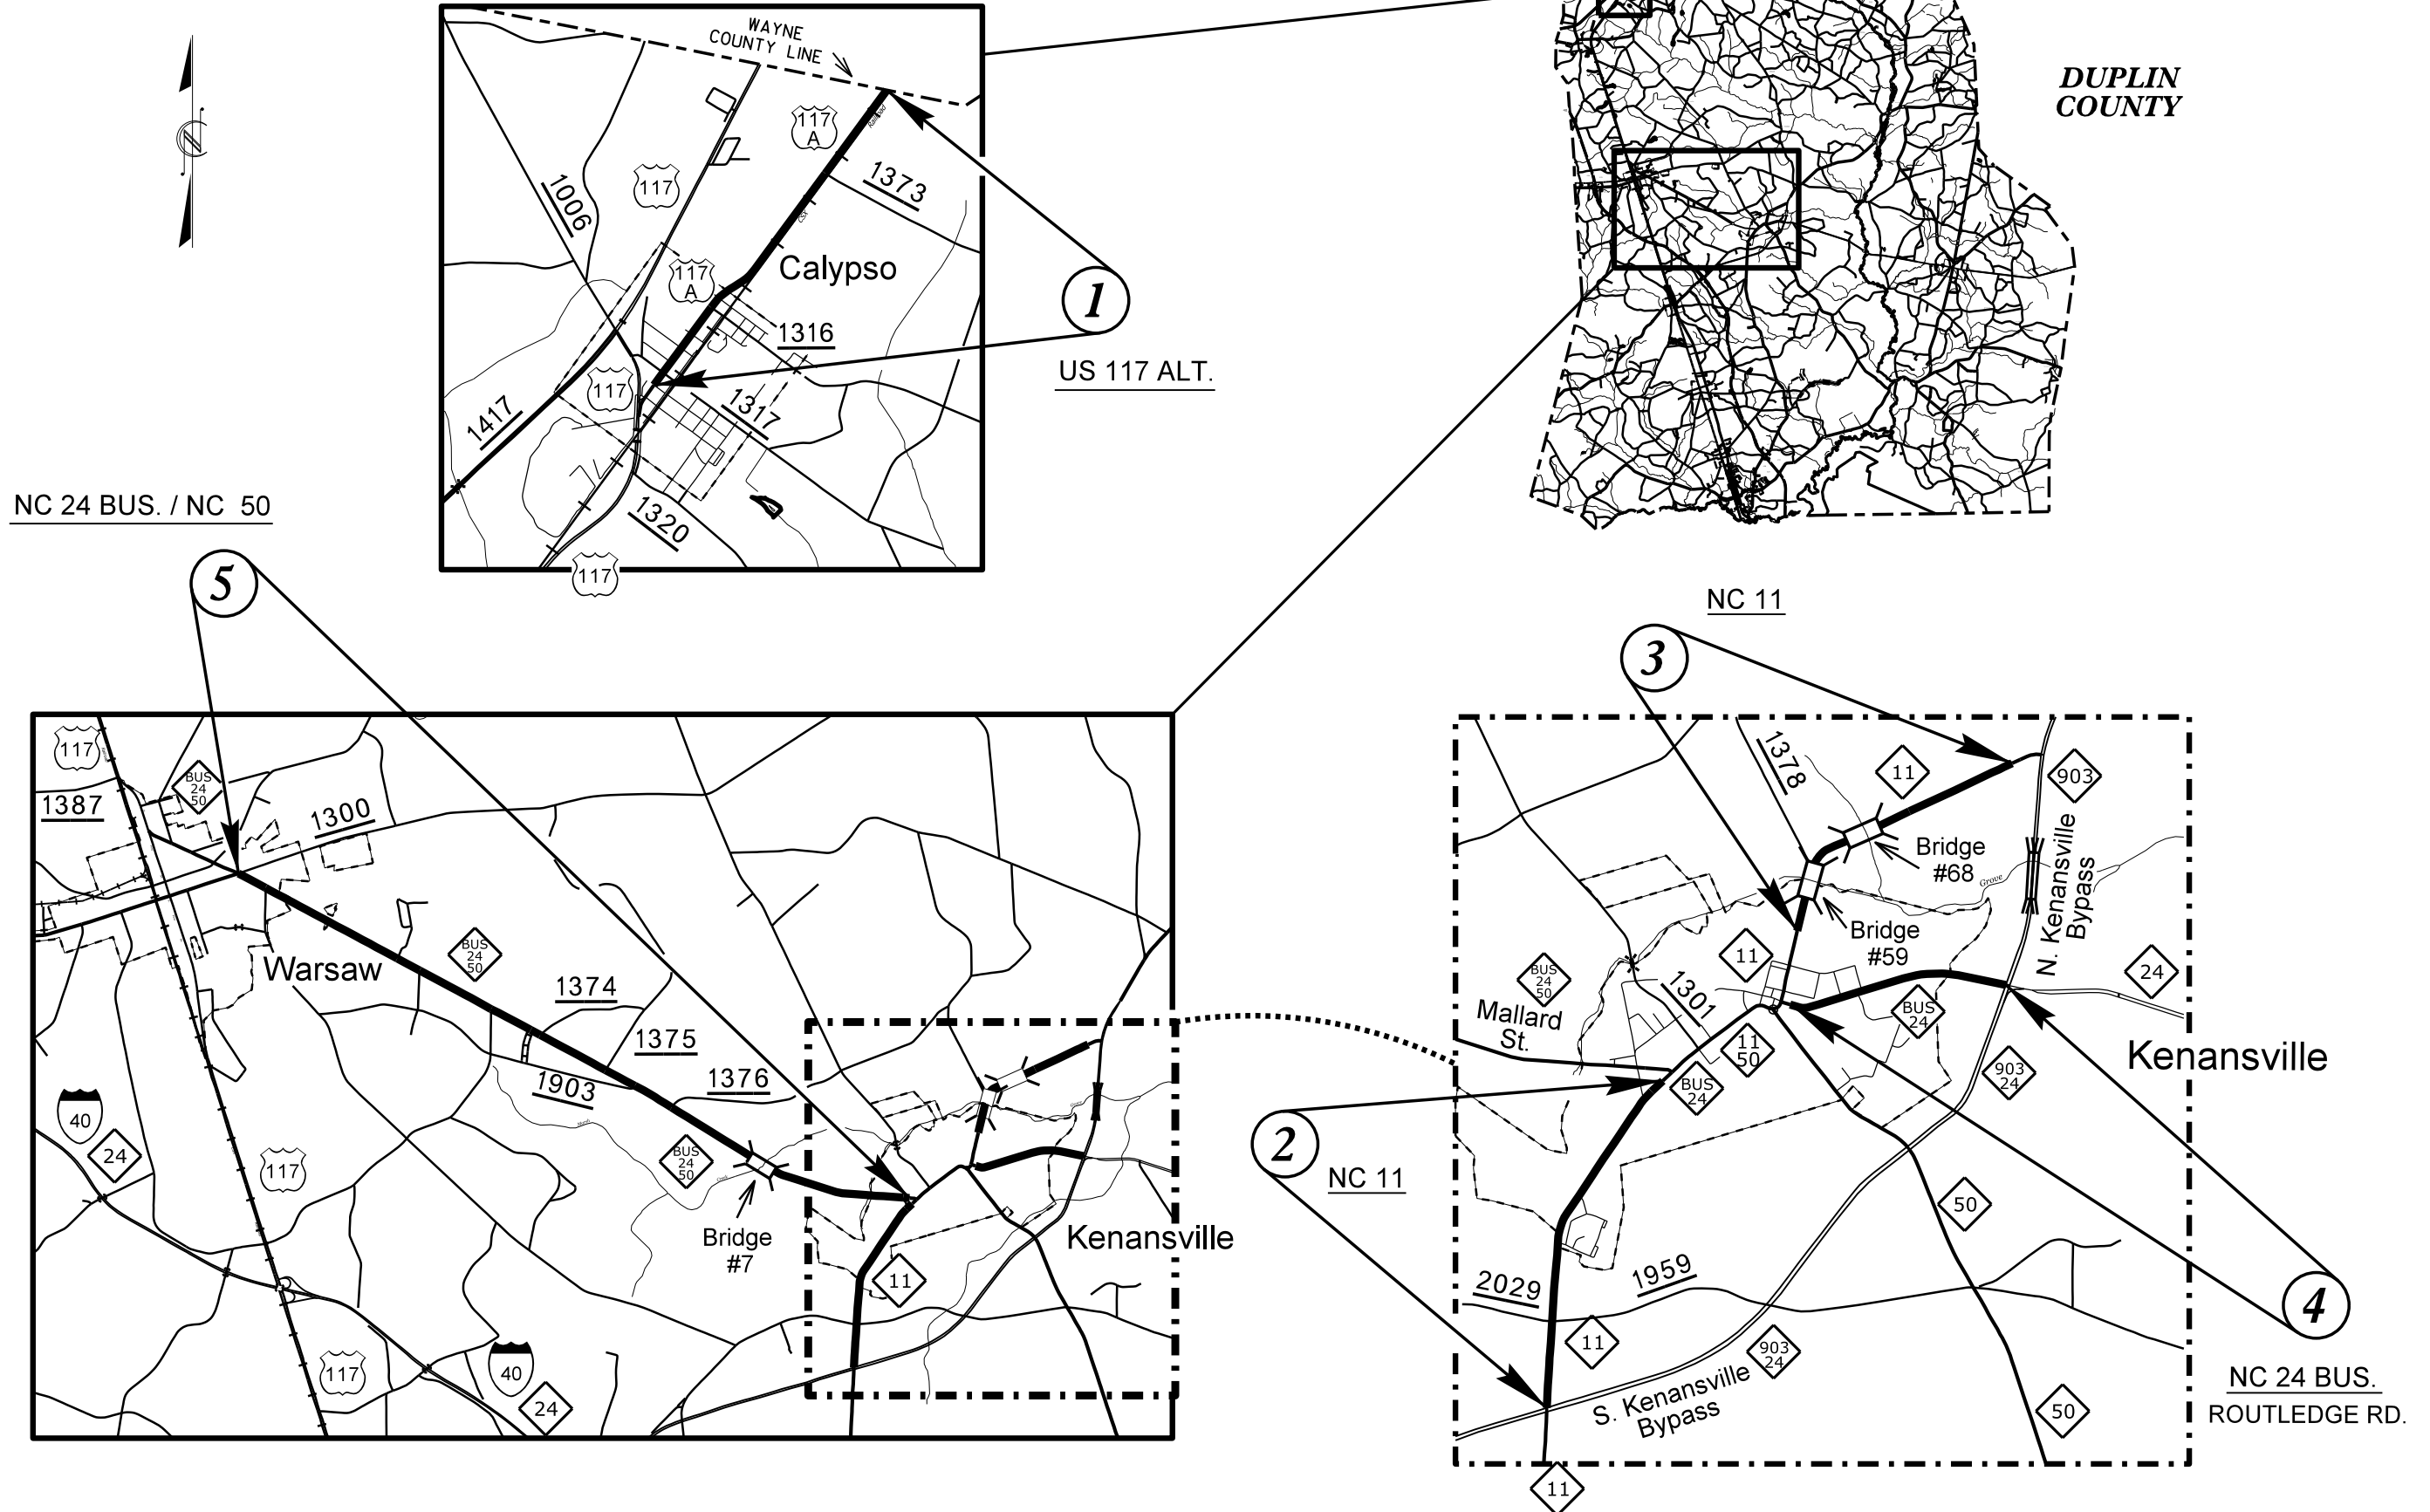 WAYNE
COUNTY LINE
DUPLIN
COUNTY
117
A
1373
1006
117
Calypso
117
A
1316
1
US 117 ALT.
117
1317
1417
1320
117
NC 24 BUS. / NC 50
5
NC 11
3
117
BUS
24
50
1387
1300
Warsaw
BUS
24
50
1374
1375
1376
1903
40
24
117
BUS
24
50
Bridge
#7
Kenansville
11
117
40
24
1378
11
903
Bridge
#68
Grove
N. Kenansville
Bypass
Bridge
#59
11
24
BUS
24
50
Mallard
St.
1301
BUS
24
11
50
Kenansville
BUS
24
903
24
2
NC 11
50
2029
1959
11
903
24
S. Kenansville
Bypass
50
4
NC 24 BUS.
ROUTLEDGE RD.
11